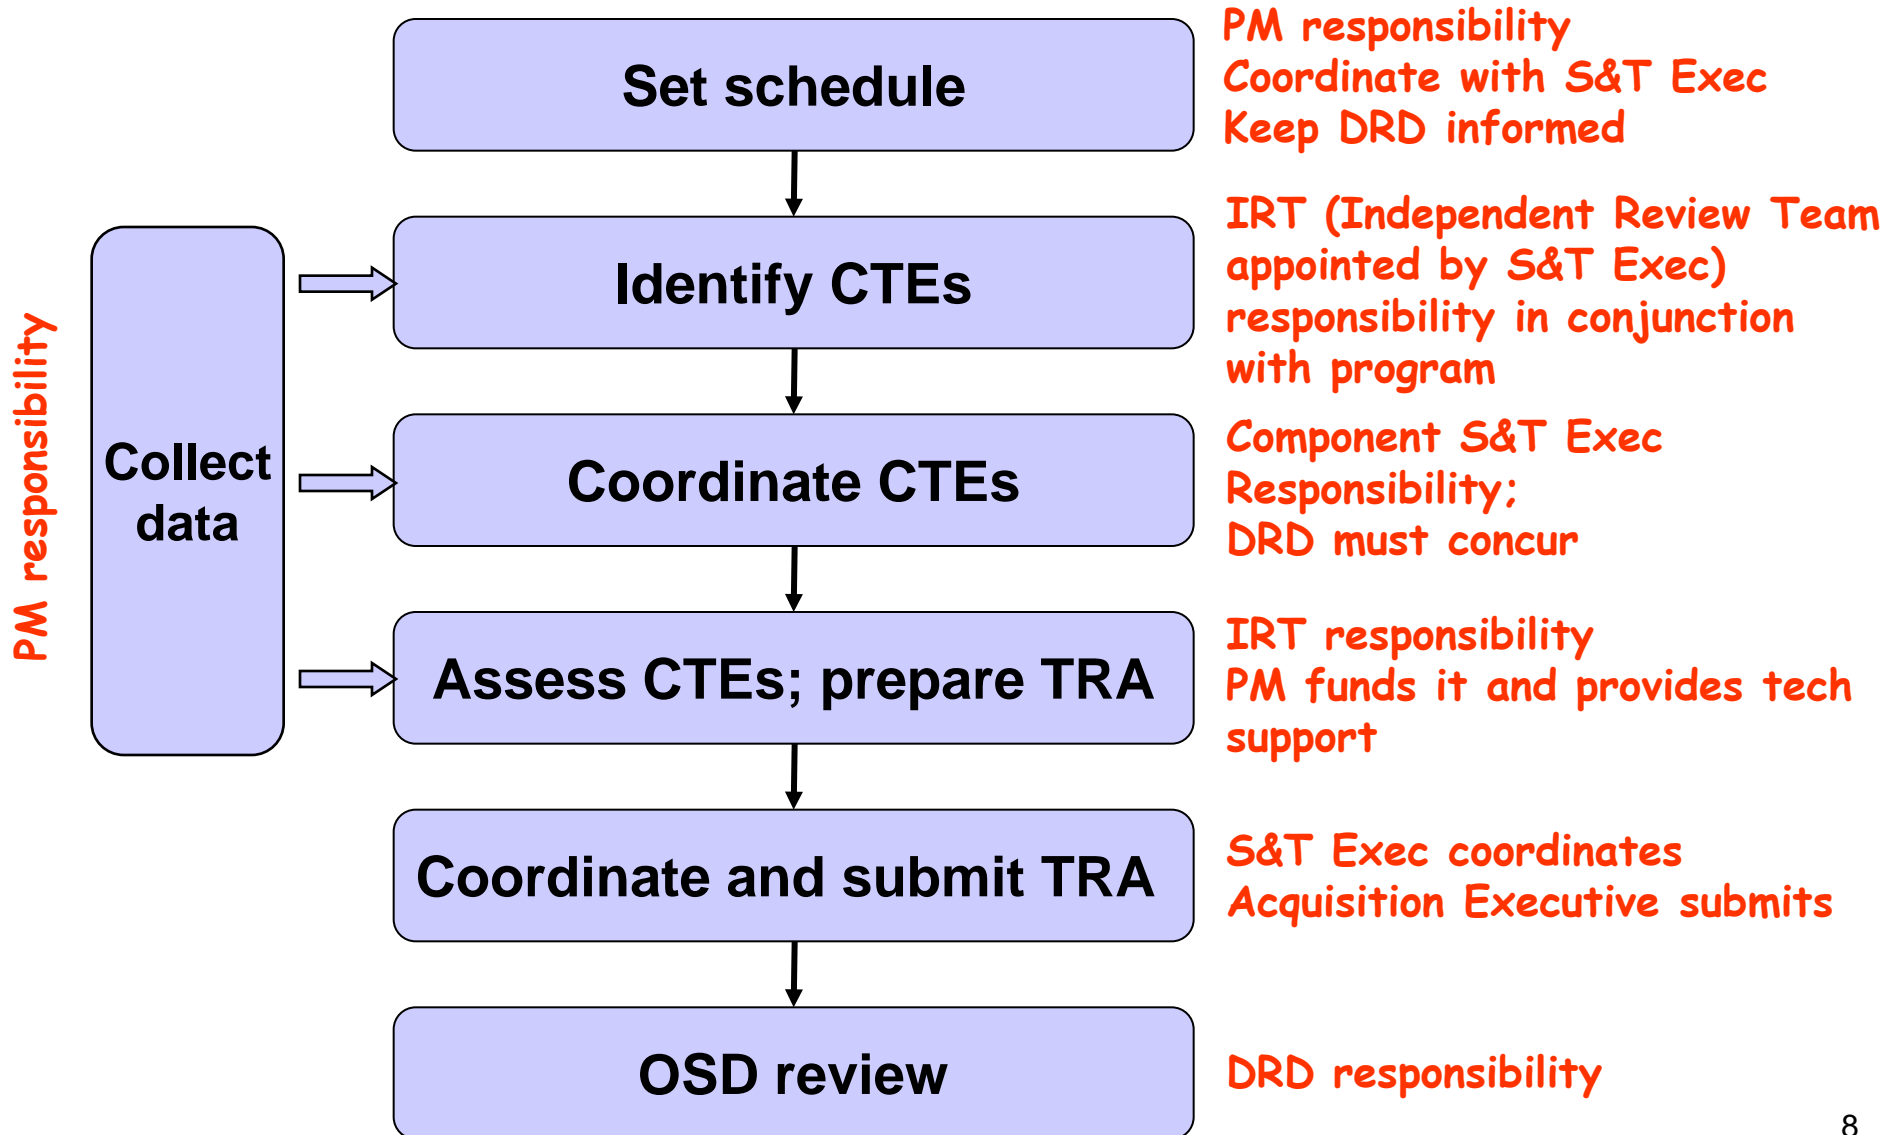 Set schedule
PM responsibility
Coordinate with S&T Exec
Keep DRD informed
PM responsibility
Collect
data
Identify CTEs
IRT (Independent Review Team
appointed by S&T Exec)
responsibility in conjunction
with program
Coordinate CTEs
Component S&T Exec
Responsibility;
DRD must concur
Assess CTEs; prepare TRA
IRT responsibility
PM funds it and provides tech
support
Coordinate and submit TRA
S&T Exec coordinates
Acquisition Executive submits
OSD review
DRD responsibility
8